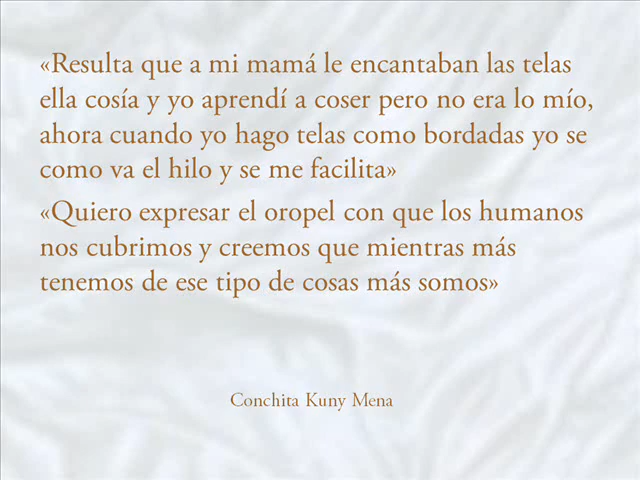 «Resulta que a mi mamá le encantaban las telas
ella cosía y yo aprendí a coser pero no era lo mío,
ahora cuando yo hago telas como bordadas yo se
como va el hilo y se me facilita»
«Quiero expresar el oropel con que los humanos
nos cubrimos y creemos que mientras más
tenemos de ese tipo de cosas más somos»
Conchita Kuny Mena